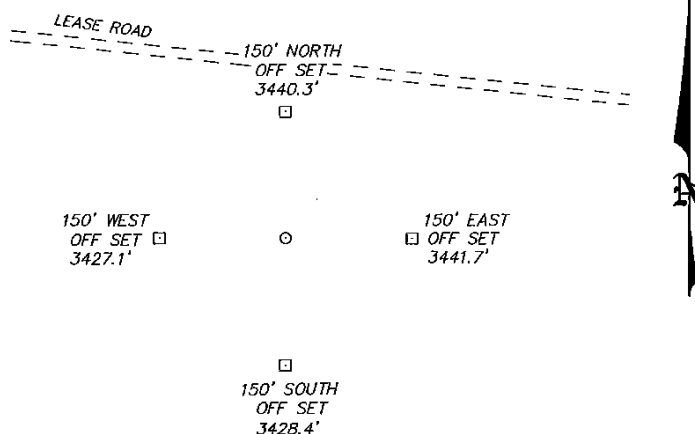 LEASE ROAD
150' NORTH
OFF SET
3440.3'
150' WEST
OFF SET
3427.1'
150' EAST
OFF SET
3441.7'
150' SOUTH
OFF SET
3428.4'